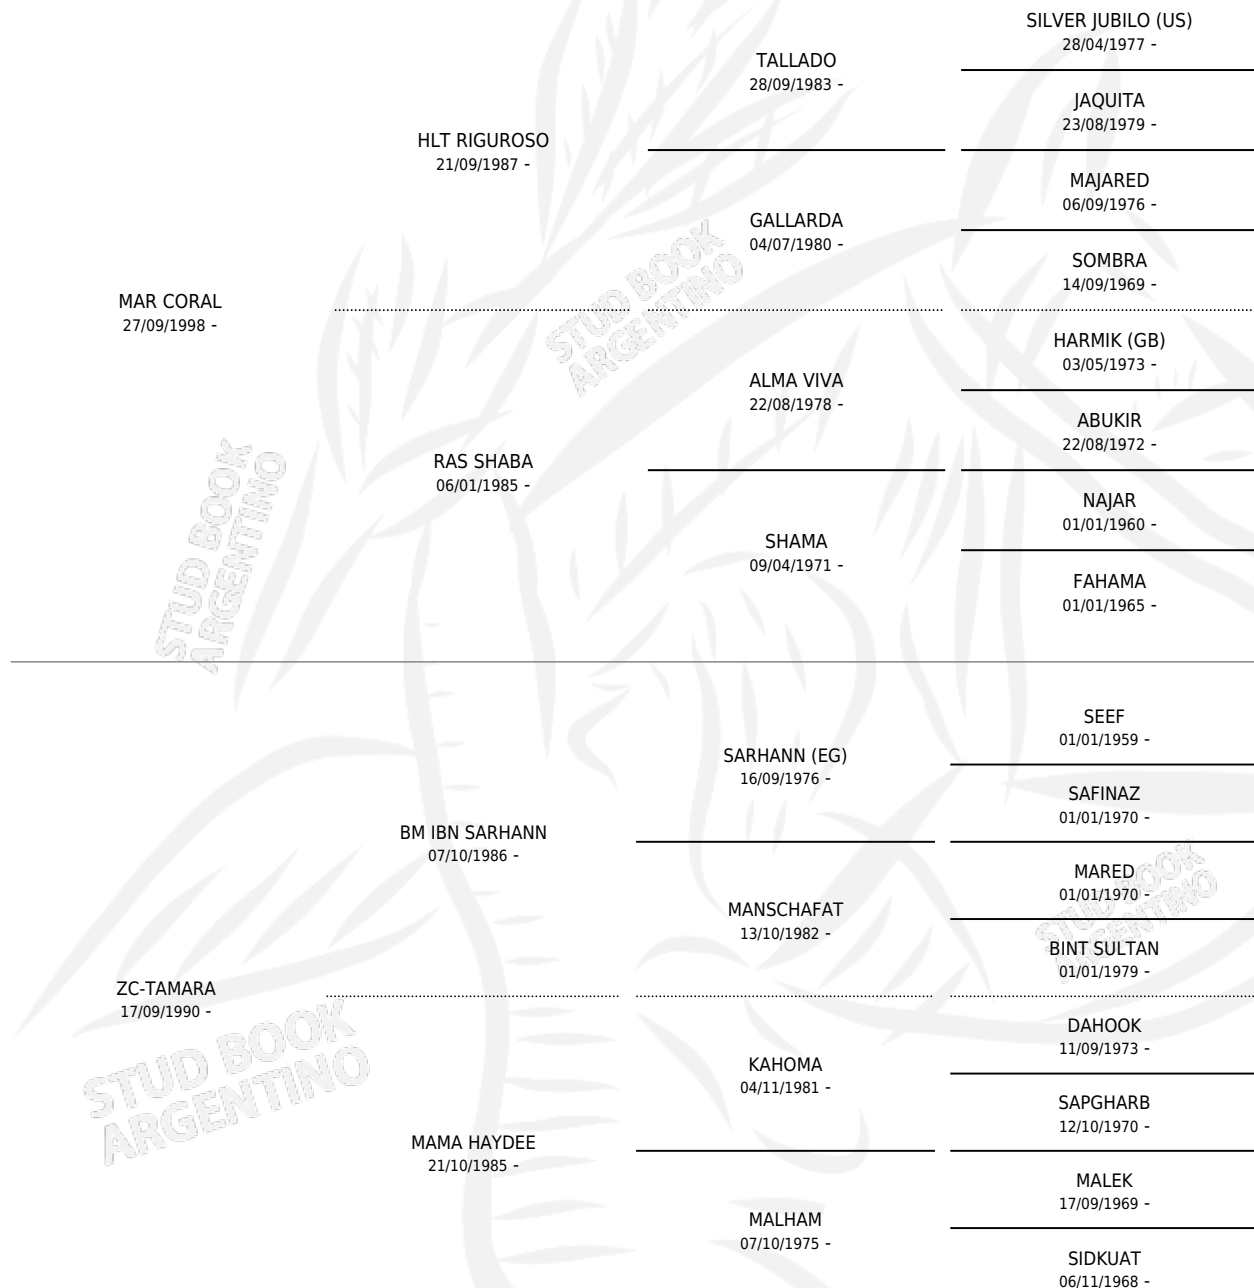 SILVER JUBILO (US)
28/04/1977 -
TALLADO
28/09/1983 -
JAQUITA
23/08/1979 -
HLT RIGUROSO
21/09/1987 -
MAJARED
06/09/1976 -
GALLARDA
04/07/1980 -
SOMBRA
14/09/1969 -
MAR CORAL
27/09/1998 -
HARMIK (GB)
03/05/1973 -
ALMA VIVA
22/08/1978 -
ABUKIR
22/08/1972 -
RAS SHABA
06/01/1985 -
NAJAR
01/01/1960 -
SHAMA
09/04/1971 -
FAHAMA
01/01/1965 -
SEEF
01/01/1959 -
SARHANN (EG)
16/09/1976 -
SAFINAZ
01/01/1970 -
BM IBN SARHANN
07/10/1986 -
MARED
01/01/1970 -
MANSCHAFAT
13/10/1982 -
BINT SULTAN
01/01/1979 -
ZC-TAMARA
17/09/1990 -
DAHOOK
11/09/1973 -
KAHOMA
04/11/1981 -
SAPGHARB
12/10/1970 -
MAMA HAYDEE
21/10/1985 -
MALEK
17/09/1969 -
MALHAM
07/10/1975 -
SIDKUAT
06/11/1968 -
STUD BOOK
ARGENTINO
STUD BOOK
ARGENTINO
STUD BOOK
ARGENTINO
STUD BOOK
ARGENTINO